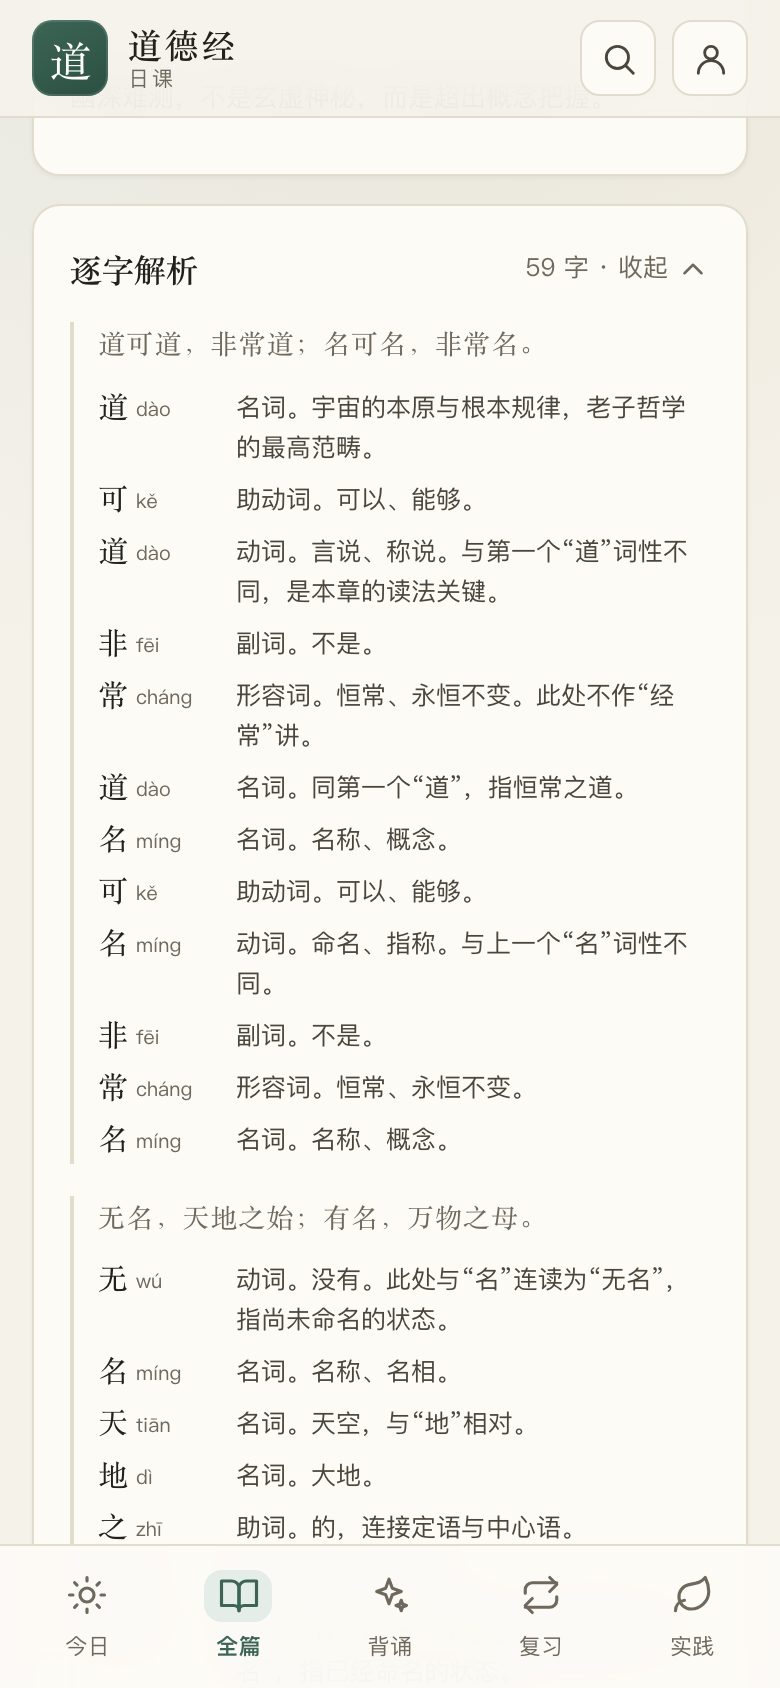 道
道德经
日课
逐字解析
59 字 · 收起
道可道，非常道；名可名，非常名。
道 dào 名词。宇宙的本原与根本规律，老子哲学
的最高范畴。
可 kě 助动词。可以、能够。
道 dào 动词。言说、称说。与第一个“道”词性不
同，是本章的读法关键。
非 fēi 副词。不是。
常 cháng 形容词。恒常、永恒不变。此处不作“经
常”讲。
道 dào 名词。同第一个“道”，指恒常之道。
名 míng 名词。名称、概念。
可 kě 助动词。可以、能够。
名 míng 动词。命名、指称。与上一个“名”词性不
同。
非 fēi 副词。不是。
常 cháng 形容词。恒常、永恒不变。
名 míng 名词。名称、概念。
无名，天地之始；有名，万物之母。
无 wú 动词。没有。此处与“名”连读为“无名”，
指尚未命名的状态。
名 míng 名词。名称、名相。
天 tiān 名词。天空，与“地”相对。
地 dì 名词。大地。
之 zhī 助词。的，连接定语与中心语。
今日
全篇
背诵
复习
实践